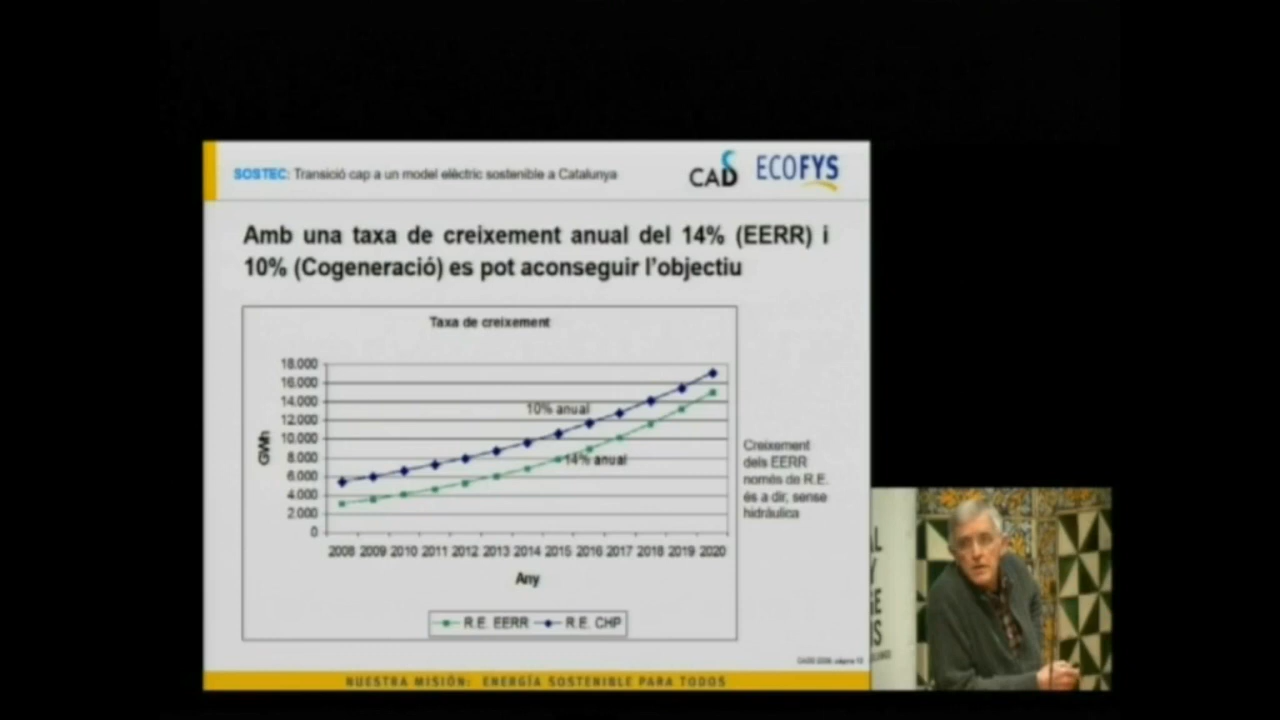 SOSTEC: Transició cap a un model elèctric sostenible a Catalunya
CADS
ECOFYS
Amb una taxa de creixement anual del 14% (EERR) i
10% (Cogeneració) es pot aconseguir l'objectiu
Taxa de creixement
18.000
16.000
14.000
12.000
10.000
8.000
6.000
4.000
2.000
0
GWh
10% anual
14% anual
2008 2009 2010 2011 2012 2013 2014 2015 2016 2017 2018 2019 2020
Any
R.E. EERR
R.E. CHP
Creixement
dels EERR
només de R.E.
és a dir, sense
hidràulica
NUESTRA MISIÓN: ENERGÍA SOSTENIBLE PARA TODOS